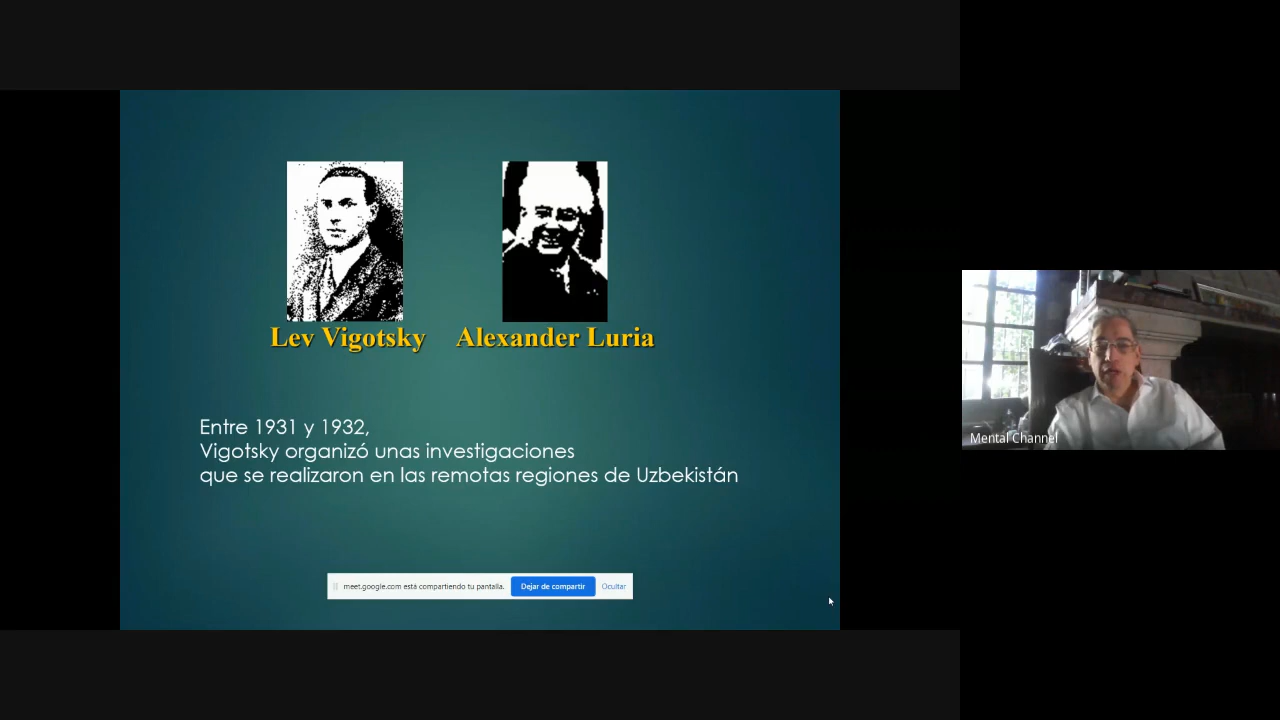 Lev Vigotsky
Alexander Luria
Entre 1931 y 1932,
Vigotsky organizó unas investigaciones
que se realizaron en las remotas regiones de Uzbekistán
meet.google.com está compartiendo tu pantalla. Dejar de compartir Ocultar
Mental Channel